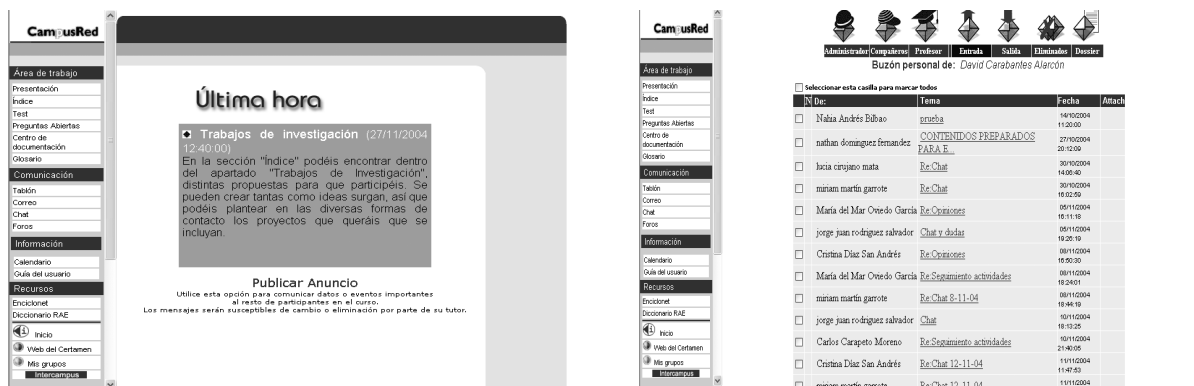 CampusRed
Área de trabajo
Presentación
Índice
Test
Preguntas Abiertas
Centro de
documentación
Glosario
Comunicación
Tablón
Correo
Chat
Foros
Información
Calendario
Guía del usuario
Recursos
Enciclonet
Diccionario RAE
Inicio
Web del Certamen
Mis grupos
Intercampus
Última hora
Trabajos de investigación (27/11/2004
12:40:00)
En la sección "Índice" podéis encontrar dentro
del apartado "Trabajos de Investigación",
distintas propuestas para que participéis. Se
pueden crear tantas como ideas surgan, así que
podéis plantear en las diversas formas de
contacto los proyectos que queráis que se
incluyan.
Publicar Anuncio
Utilice esta opción para comunicar datos o eventos importantes
al resto de participantes en el curso.
Los mensajes serán susceptibles de cambio o eliminación por parte de su tutor.
CampusRed
Área de trabajo
Presentación
Índice
Test
Preguntas Abiertas
Centro de
documentación
Glosario
Comunicación
Tablón
Correo
Chat
Foros
Información
Calendario
Guía del usuario
Recursos
Enciclonet
Diccionario RAE
Inicio
Web del Certamen
Mis grupos
Intercampus
Administrador Compañeros Profesor Entrada Salida Eliminados Dossier
Buzón personal de: David Carabantes Alarcón
Seleccionar esta casilla para marcar todos
N De: Tema Fecha Attach
Nahia Andrés Bilbao prueba 14/10/2004 11:20:00
nathan dominguez fernandez CONTENIDOS PREPARADOS PARA E... 27/10/2004 20:12:09
lucia cirujano mata Re:Chat 30/10/2004 14:06:40
miriam martín garrote Re:Chat 30/10/2004 16:02:59
María del Mar Oviedo García Re:Opiniones 05/11/2004 16:11:18
jorge juan rodriguez salvador Chat y dudas 05/11/2004 19:26:19
Cristina Díaz San Andrés Re:Opiniones 08/11/2004 16:50:30
María del Mar Oviedo García Re:Seguimiento actividades 08/11/2004 18:24:01
miriam martín garrote Re:Chat 8-11-04 08/11/2004 18:44:19
jorge juan rodriguez salvador Chat 10/11/2004 18:13:25
Carlos Carapeto Moreno Re:Seguimiento actividades 10/11/2004 21:40:05
Cristina Díaz San Andrés Re:Chat 12-11-04 11/11/2004 11:47:53
miriam martín garrote Re:Chat 12-11-04 11/11/2004